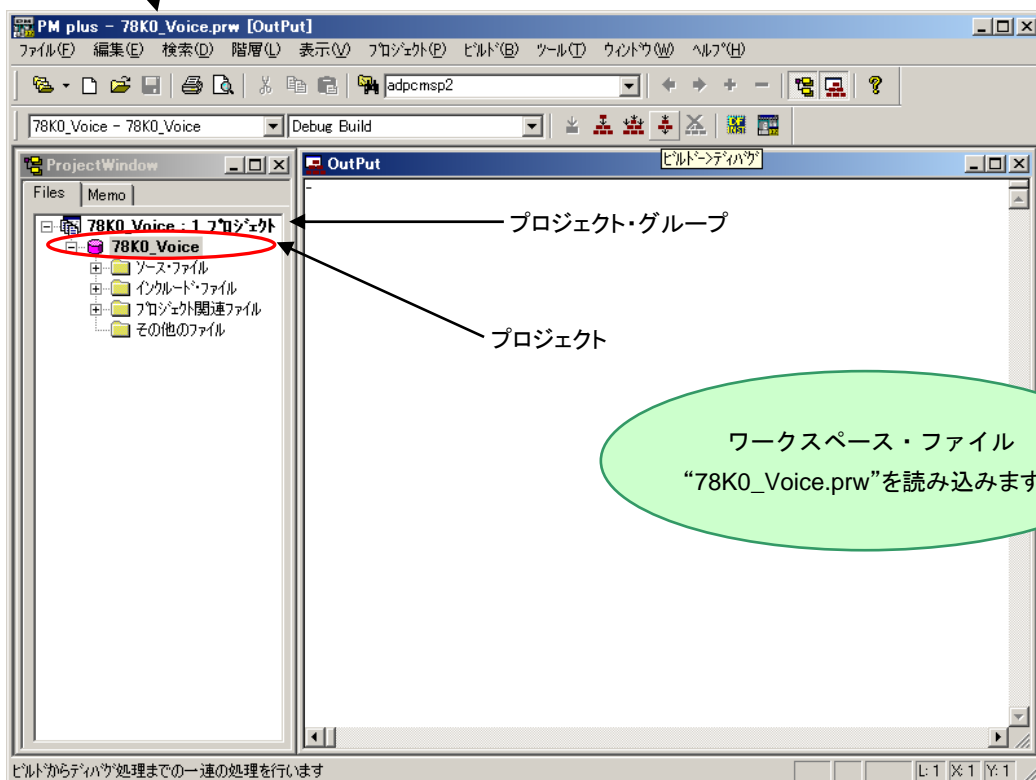 PM plus - 78K0_Voice.prw [OutPut]
ファイル(F) 編集(E) 検索(D) 階層(L) 表示(V) プロジェクト(P) ビルド(B) ツール(T) ウィンドウ(W) ヘルプ(H)
adpcmsp2
78K0_Voice - 78K0_Voice
Debug Build
ビルド->ディバグ
ProjectWindow
OutPut
Files
Memo
78K0_Voice : 1 プロジェクト
78K0_Voice
ソース・ファイル
インクルード・ファイル
プロジェクト関連ファイル
その他のファイル
プロジェクト・グループ
プロジェクト
ワークスペース・ファイル
“78K0_Voice.prw”を読み込みます
ビルドからディバグ処理までの一連の処理を行います
L: 1 X: 1 Y: 1